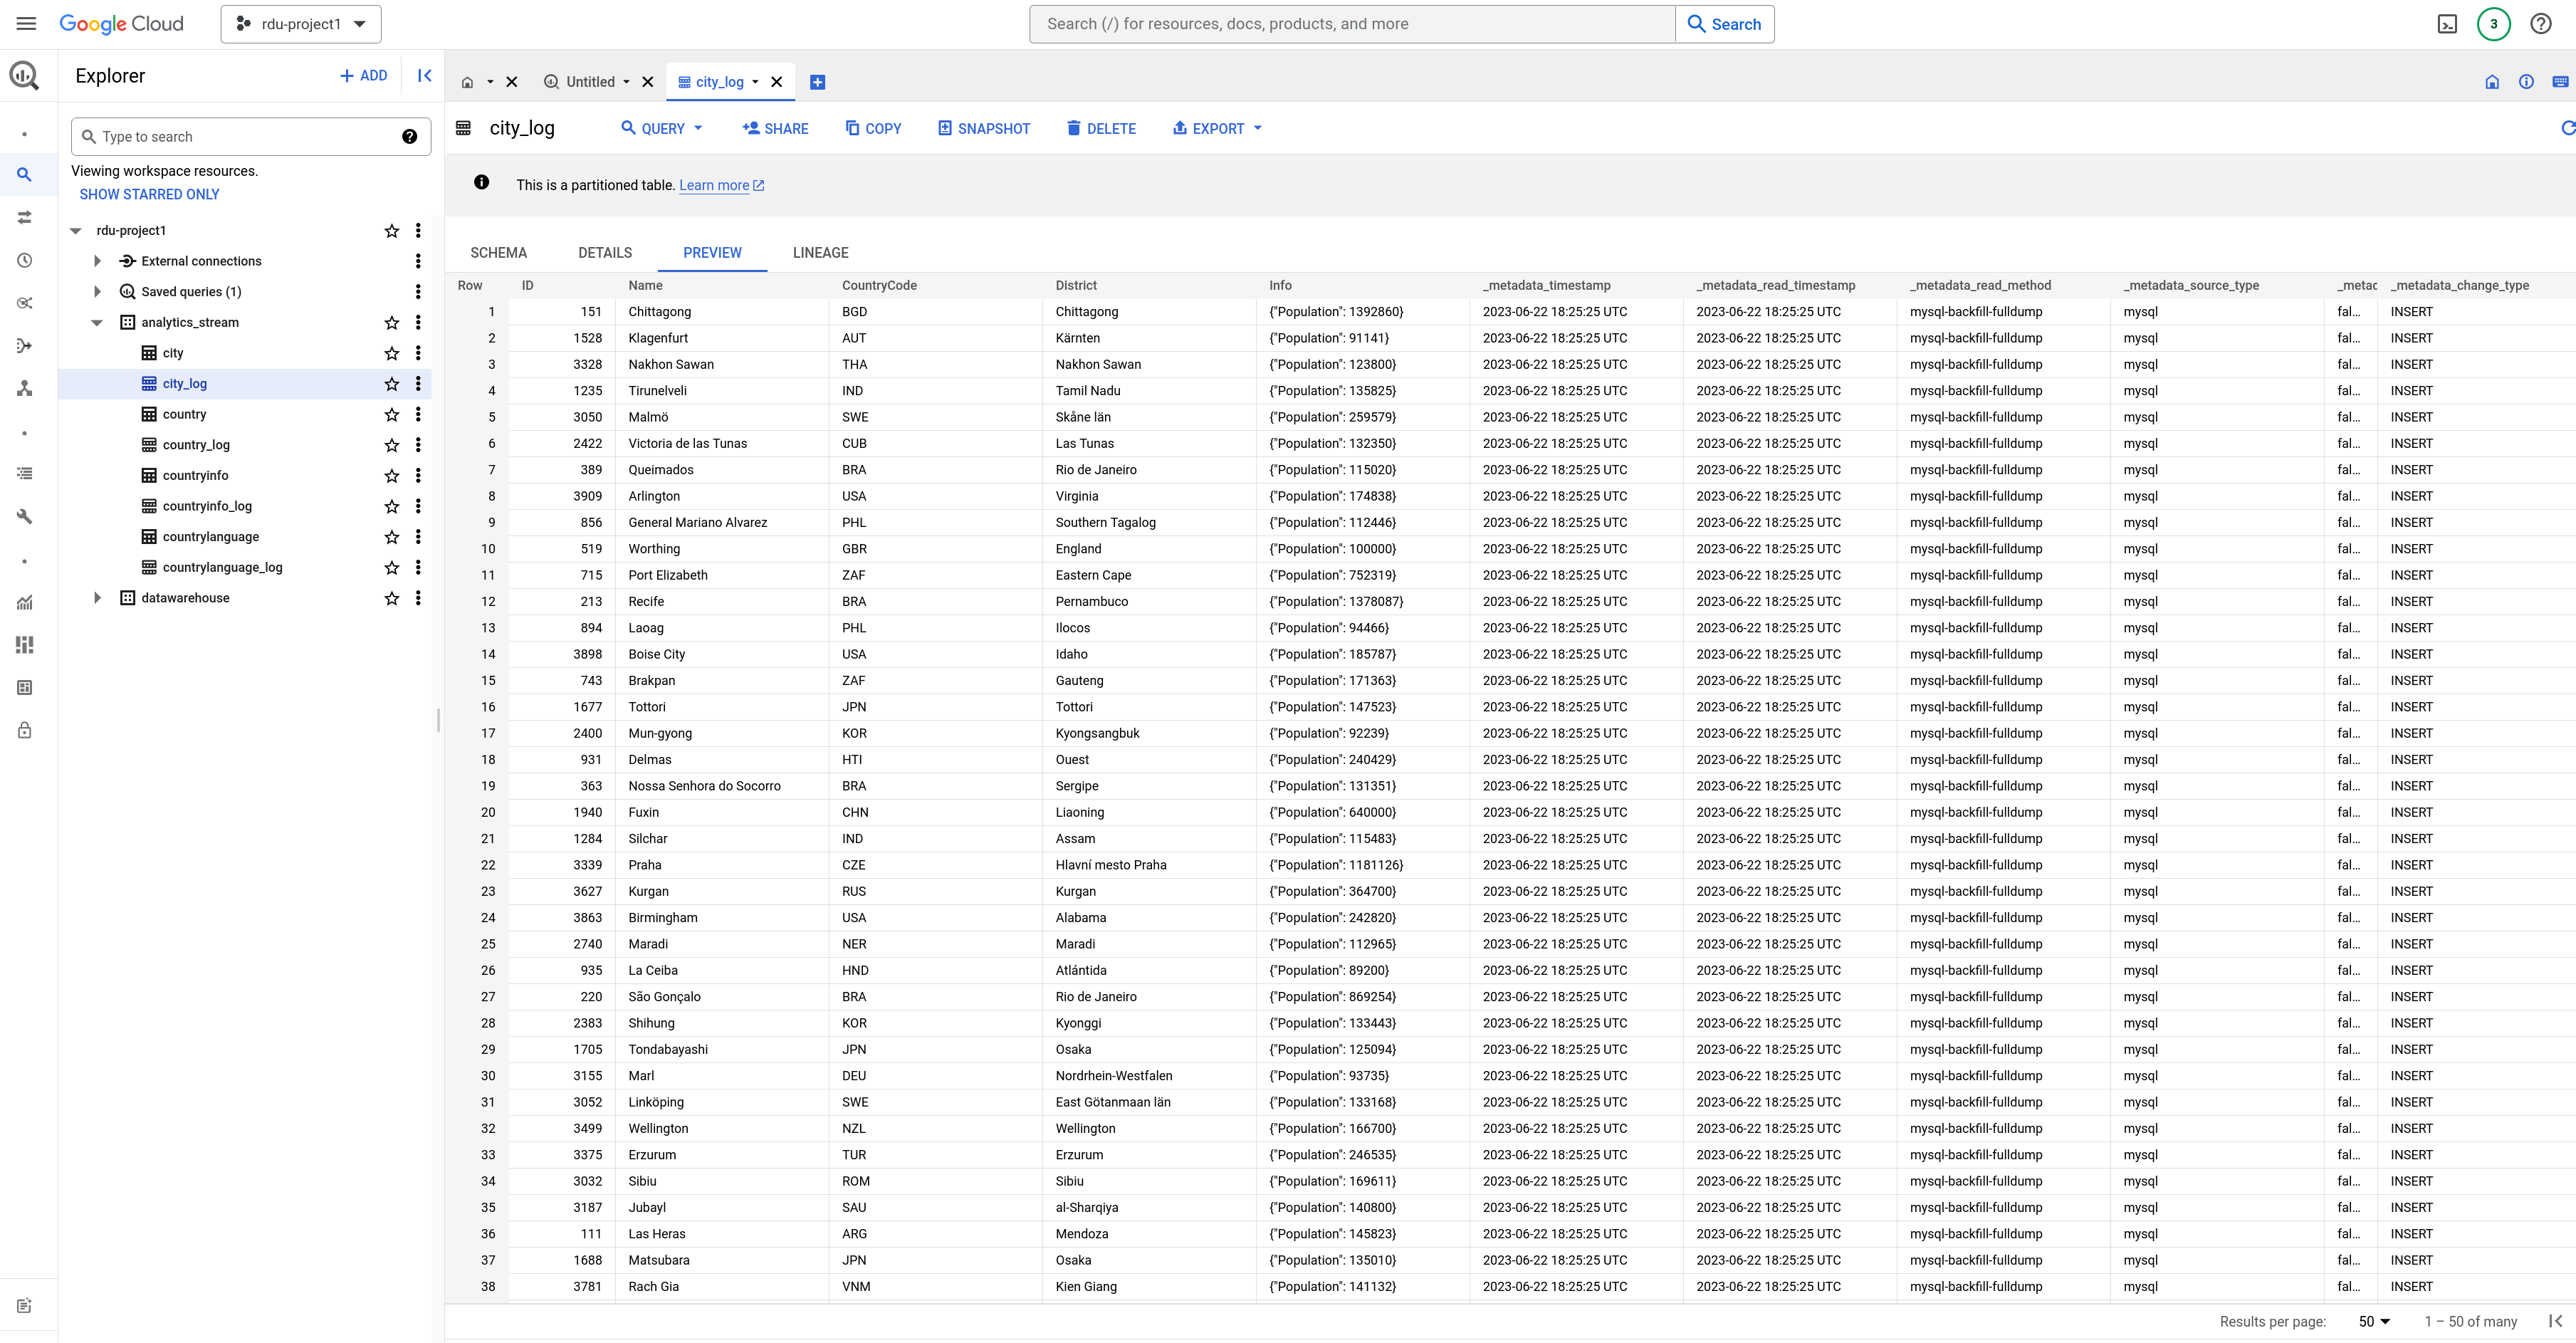 Google Cloud rdu-project1 Search (/) for resources, docs, products, and more Search 3
Explorer + ADD
Untitled city_log
Type to search
city_log QUERY SHARE COPY SNAPSHOT DELETE EXPORT
Viewing workspace resources.
SHOW STARRED ONLY
This is a partitioned table. Learn more
rdu-project1
External connections
Saved queries (1)
analytics_stream
city
city_log
country
country_log
countryinfo
countryinfo_log
countrylanguage
countrylanguage_log
datawarehouse
SCHEMA DETAILS PREVIEW LINEAGE
Row ID Name CountryCode District Info _metadata_timestamp _metadata_read_timestamp _metadata_read_method _metadata_source_type _metac _metadata_change_type
1 151 Chittagong BGD Chittagong {"Population": 1392860} 2023-06-22 18:25:25 UTC 2023-06-22 18:25:25 UTC mysql-backfill-fulldump mysql fal... INSERT
2 1528 Klagenfurt AUT Kärnten {"Population": 91141} 2023-06-22 18:25:25 UTC 2023-06-22 18:25:25 UTC mysql-backfill-fulldump mysql fal... INSERT
3 3328 Nakhon Sawan THA Nakhon Sawan {"Population": 123800} 2023-06-22 18:25:25 UTC 2023-06-22 18:25:25 UTC mysql-backfill-fulldump mysql fal... INSERT
4 1235 Tirunelveli IND Tamil Nadu {"Population": 135825} 2023-06-22 18:25:25 UTC 2023-06-22 18:25:25 UTC mysql-backfill-fulldump mysql fal... INSERT
5 3050 Malmö SWE Skåne län {"Population": 259579} 2023-06-22 18:25:25 UTC 2023-06-22 18:25:25 UTC mysql-backfill-fulldump mysql fal... INSERT
6 2422 Victoria de las Tunas CUB Las Tunas {"Population": 132350} 2023-06-22 18:25:25 UTC 2023-06-22 18:25:25 UTC mysql-backfill-fulldump mysql fal... INSERT
7 389 Queimados BRA Rio de Janeiro {"Population": 115020} 2023-06-22 18:25:25 UTC 2023-06-22 18:25:25 UTC mysql-backfill-fulldump mysql fal... INSERT
8 3909 Arlington USA Virginia {"Population": 174838} 2023-06-22 18:25:25 UTC 2023-06-22 18:25:25 UTC mysql-backfill-fulldump mysql fal... INSERT
9 856 General Mariano Alvarez PHL Southern Tagalog {"Population": 112446} 2023-06-22 18:25:25 UTC 2023-06-22 18:25:25 UTC mysql-backfill-fulldump mysql fal... INSERT
10 519 Worthing GBR England {"Population": 100000} 2023-06-22 18:25:25 UTC 2023-06-22 18:25:25 UTC mysql-backfill-fulldump mysql fal... INSERT
11 715 Port Elizabeth ZAF Eastern Cape {"Population": 752319} 2023-06-22 18:25:25 UTC 2023-06-22 18:25:25 UTC mysql-backfill-fulldump mysql fal... INSERT
12 213 Recife BRA Pernambuco {"Population": 1378087} 2023-06-22 18:25:25 UTC 2023-06-22 18:25:25 UTC mysql-backfill-fulldump mysql fal... INSERT
13 894 Laoag PHL Ilocos {"Population": 94466} 2023-06-22 18:25:25 UTC 2023-06-22 18:25:25 UTC mysql-backfill-fulldump mysql fal... INSERT
14 3898 Boise City USA Idaho {"Population": 185787} 2023-06-22 18:25:25 UTC 2023-06-22 18:25:25 UTC mysql-backfill-fulldump mysql fal... INSERT
15 743 Brakpan ZAF Gauteng {"Population": 171363} 2023-06-22 18:25:25 UTC 2023-06-22 18:25:25 UTC mysql-backfill-fulldump mysql fal... INSERT
16 1677 Tottori JPN Tottori {"Population": 147523} 2023-06-22 18:25:25 UTC 2023-06-22 18:25:25 UTC mysql-backfill-fulldump mysql fal... INSERT
17 2400 Mun-gyong KOR Kyongsangbuk {"Population": 92239} 2023-06-22 18:25:25 UTC 2023-06-22 18:25:25 UTC mysql-backfill-fulldump mysql fal... INSERT
18 931 Delmas HTI Ouest {"Population": 240429} 2023-06-22 18:25:25 UTC 2023-06-22 18:25:25 UTC mysql-backfill-fulldump mysql fal... INSERT
19 363 Nossa Senhora do Socorro BRA Sergipe {"Population": 131351} 2023-06-22 18:25:25 UTC 2023-06-22 18:25:25 UTC mysql-backfill-fulldump mysql fal... INSERT
20 1940 Fuxin CHN Liaoning {"Population": 640000} 2023-06-22 18:25:25 UTC 2023-06-22 18:25:25 UTC mysql-backfill-fulldump mysql fal... INSERT
21 1284 Silchar IND Assam {"Population": 115483} 2023-06-22 18:25:25 UTC 2023-06-22 18:25:25 UTC mysql-backfill-fulldump mysql fal... INSERT
22 3339 Praha CZE Hlavní mesto Praha {"Population": 1181126} 2023-06-22 18:25:25 UTC 2023-06-22 18:25:25 UTC mysql-backfill-fulldump mysql fal... INSERT
23 3627 Kurgan RUS Kurgan {"Population": 364700} 2023-06-22 18:25:25 UTC 2023-06-22 18:25:25 UTC mysql-backfill-fulldump mysql fal... INSERT
24 3863 Birmingham USA Alabama {"Population": 242820} 2023-06-22 18:25:25 UTC 2023-06-22 18:25:25 UTC mysql-backfill-fulldump mysql fal... INSERT
25 2740 Maradi NER Maradi {"Population": 112965} 2023-06-22 18:25:25 UTC 2023-06-22 18:25:25 UTC mysql-backfill-fulldump mysql fal... INSERT
26 935 La Ceiba HND Atlántida {"Population": 89200} 2023-06-22 18:25:25 UTC 2023-06-22 18:25:25 UTC mysql-backfill-fulldump mysql fal... INSERT
27 220 São Gonçalo BRA Rio de Janeiro {"Population": 869254} 2023-06-22 18:25:25 UTC 2023-06-22 18:25:25 UTC mysql-backfill-fulldump mysql fal... INSERT
28 2383 Shihung KOR Kyonggi {"Population": 133443} 2023-06-22 18:25:25 UTC 2023-06-22 18:25:25 UTC mysql-backfill-fulldump mysql fal... INSERT
29 1705 Tondabayashi JPN Osaka {"Population": 125094} 2023-06-22 18:25:25 UTC 2023-06-22 18:25:25 UTC mysql-backfill-fulldump mysql fal... INSERT
30 3155 Marl DEU Nordrhein-Westfalen {"Population": 93735} 2023-06-22 18:25:25 UTC 2023-06-22 18:25:25 UTC mysql-backfill-fulldump mysql fal... INSERT
31 3052 Linköping SWE East Götanmaan län {"Population": 133168} 2023-06-22 18:25:25 UTC 2023-06-22 18:25:25 UTC mysql-backfill-fulldump mysql fal... INSERT
32 3499 Wellington NZL Wellington {"Population": 166700} 2023-06-22 18:25:25 UTC 2023-06-22 18:25:25 UTC mysql-backfill-fulldump mysql fal... INSERT
33 3375 Erzurum TUR Erzurum {"Population": 246535} 2023-06-22 18:25:25 UTC 2023-06-22 18:25:25 UTC mysql-backfill-fulldump mysql fal... INSERT
34 3032 Sibiu ROM Sibiu {"Population": 169611} 2023-06-22 18:25:25 UTC 2023-06-22 18:25:25 UTC mysql-backfill-fulldump mysql fal... INSERT
35 3187 Jubayl SAU al-Sharqiya {"Population": 140800} 2023-06-22 18:25:25 UTC 2023-06-22 18:25:25 UTC mysql-backfill-fulldump mysql fal... INSERT
36 111 Las Heras ARG Mendoza {"Population": 145823} 2023-06-22 18:25:25 UTC 2023-06-22 18:25:25 UTC mysql-backfill-fulldump mysql fal... INSERT
37 1688 Matsubara JPN Osaka {"Population": 135010} 2023-06-22 18:25:25 UTC 2023-06-22 18:25:25 UTC mysql-backfill-fulldump mysql fal... INSERT
38 3781 Rach Gia VNM Kien Giang {"Population": 141132} 2023-06-22 18:25:25 UTC 2023-06-22 18:25:25 UTC mysql-backfill-fulldump mysql fal... INSERT
Results per page: 50 1 – 50 of many